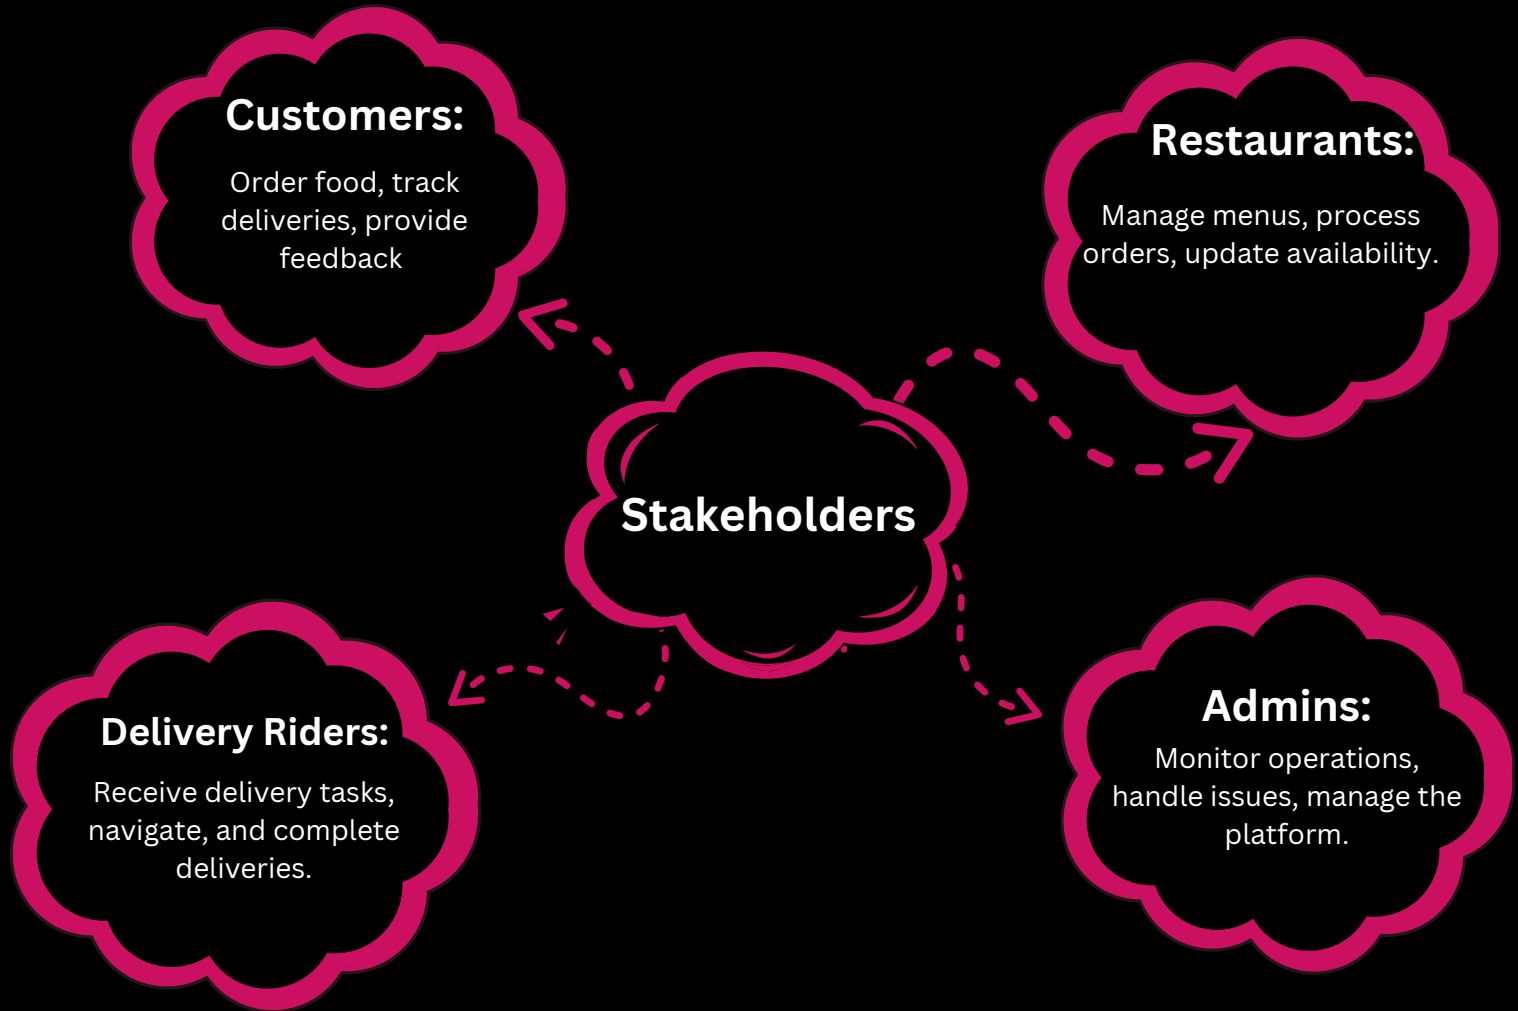 Customers:
Order food, track
deliveries, provide
feedback
Restaurants:
Manage menus, process
orders, update availability.
Stakeholders
Delivery Riders:
Receive delivery tasks,
navigate, and complete
deliveries.
Admins:
Monitor operations,
handle issues, manage the
platform.